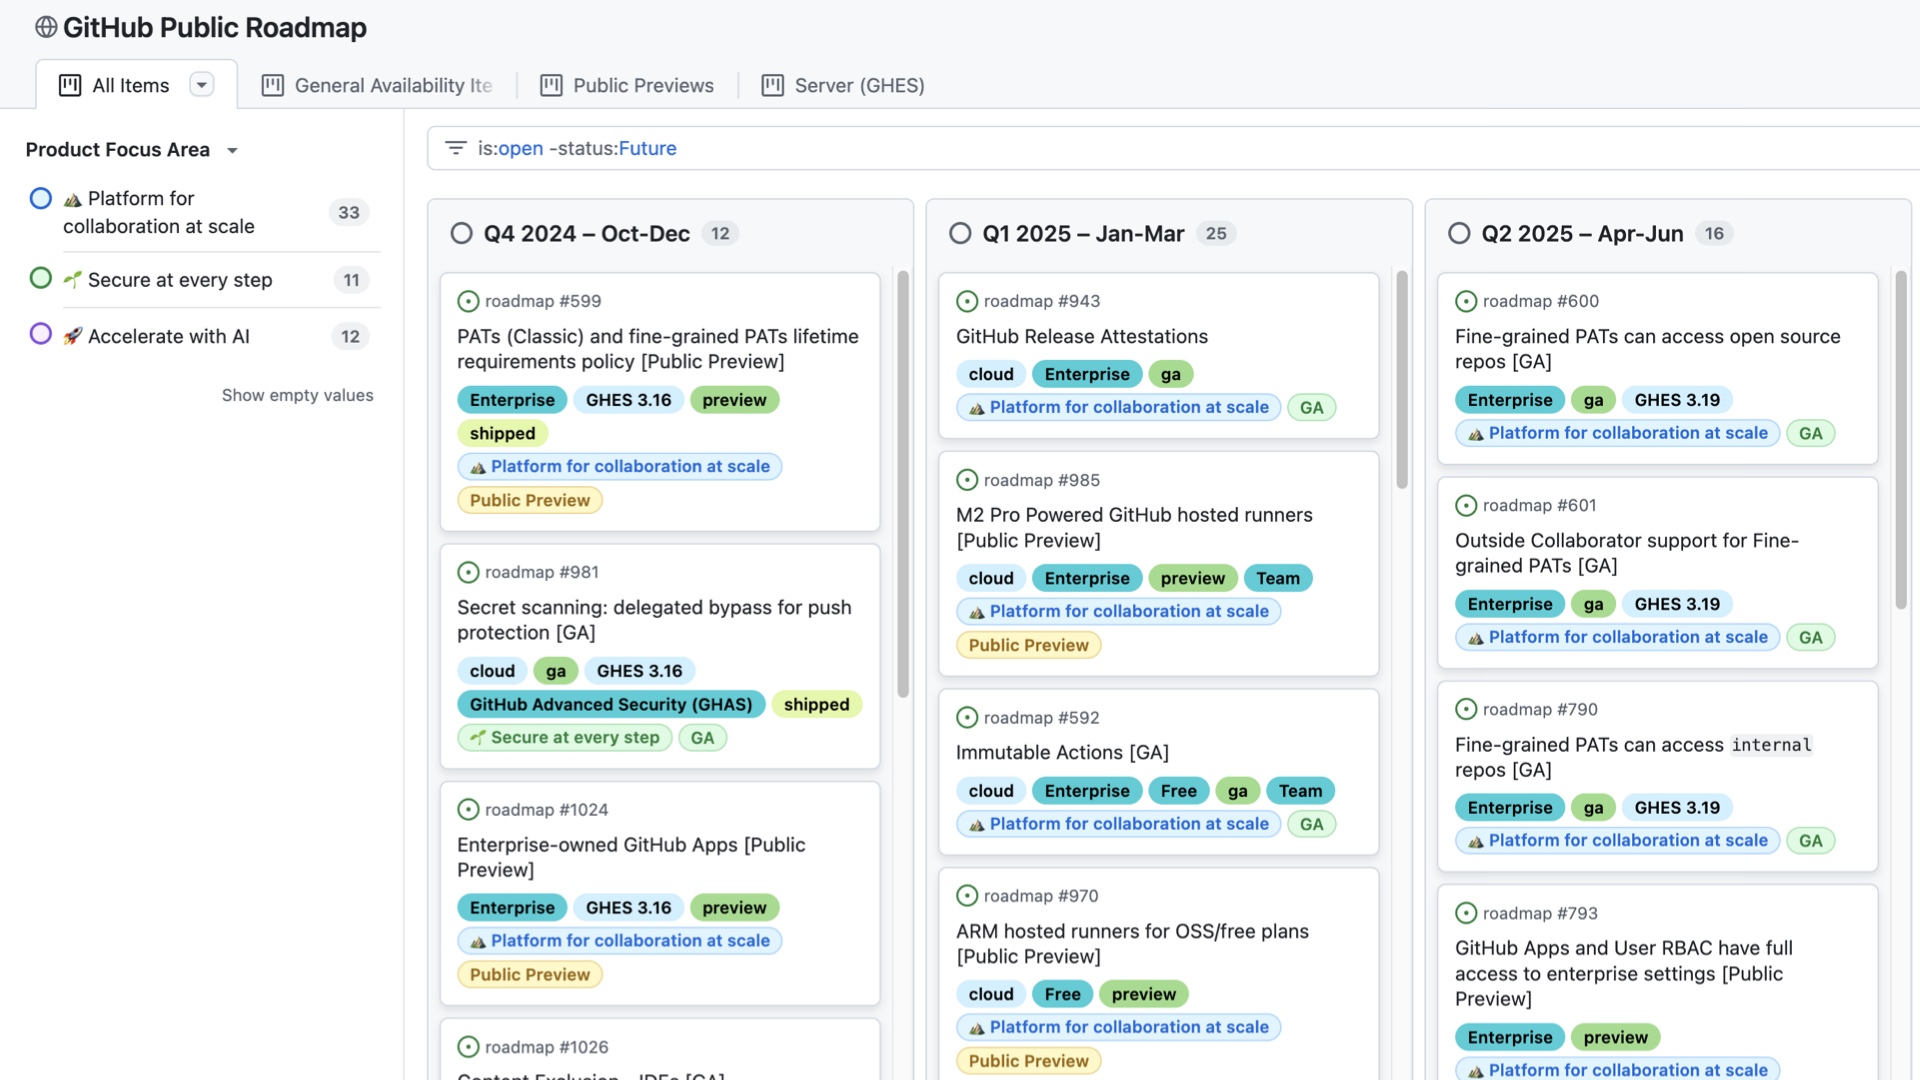 GitHub Public Roadmap
All Items
General Availability Ite
Public Previews
Server (GHES)
Product Focus Area
Platform for
collaboration at scale
33
Secure at every step
11
Accelerate with AI
12
Show empty values
is:open -status:Future
Q4 2024 – Oct-Dec 12
roadmap #599
PATs (Classic) and fine-grained PATs lifetime
requirements policy [Public Preview]
Enterprise GHES 3.16 preview
shipped
Platform for collaboration at scale
Public Preview
roadmap #981
Secret scanning: delegated bypass for push
protection [GA]
cloud ga GHES 3.16
GitHub Advanced Security (GHAS) shipped
Secure at every step GA
roadmap #1024
Enterprise-owned GitHub Apps [Public
Preview]
Enterprise GHES 3.16 preview
Platform for collaboration at scale
Public Preview
roadmap #1026
Content Exclusion - IDEs [GA]
Q1 2025 – Jan-Mar 25
roadmap #943
GitHub Release Attestations
cloud Enterprise ga
Platform for collaboration at scale GA
roadmap #985
M2 Pro Powered GitHub hosted runners
[Public Preview]
cloud Enterprise preview Team
Platform for collaboration at scale
Public Preview
roadmap #592
Immutable Actions [GA]
cloud Enterprise Free ga Team
Platform for collaboration at scale GA
roadmap #970
ARM hosted runners for OSS/free plans
[Public Preview]
cloud Free preview
Platform for collaboration at scale
Public Preview
Q2 2025 – Apr-Jun 16
roadmap #600
Fine-grained PATs can access open source
repos [GA]
Enterprise ga GHES 3.19
Platform for collaboration at scale GA
roadmap #601
Outside Collaborator support for Fine-
grained PATs [GA]
Enterprise ga GHES 3.19
Platform for collaboration at scale GA
roadmap #790
Fine-grained PATs can access internal
repos [GA]
Enterprise ga GHES 3.19
Platform for collaboration at scale GA
roadmap #793
GitHub Apps and User RBAC have full
access to enterprise settings [Public
Preview]
Enterprise preview
Platform for collaboration at scale